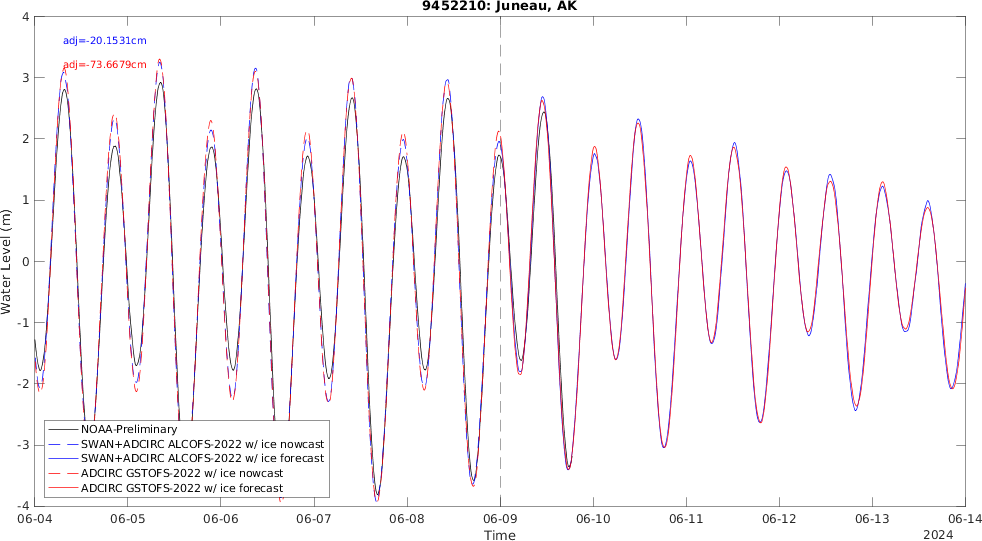 9452210: Juneau, AK
adj=-20.1531cm
adj=-73.6679cm
Water Level (m)
4
3
2
1
0
-1
-2
-3
-4
NOAA-Preliminary
SWAN+ADCIRC ALCOFS-2022 w/ ice nowcast
SWAN+ADCIRC ALCOFS-2022 w/ ice forecast
ADCIRC GSTOFS-2022 w/ ice nowcast
ADCIRC GSTOFS-2022 w/ ice forecast
06-04 06-05 06-06 06-07 06-08 06-09 06-10 06-11 06-12 06-13 06-14
Time
2024